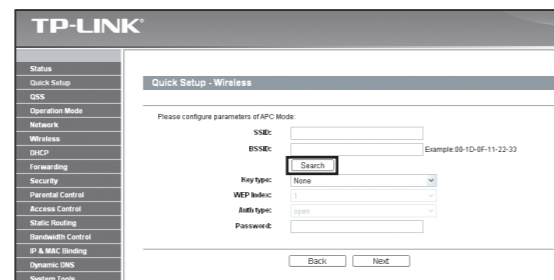 TP-LINK®
Status
Quick Setup
QSS
Operation Mode
Network
Wireless
DHCP
Forwarding
Security
Parental Control
Access Control
Static Routing
Bandwidth Control
IP & MAC Binding
Dynamic DNS
System Tools
Quick Setup - Wireless
Please configure parameters of APC Mode:
SSID:
BSSID: Example:00-1D-0F-11-22-33
Search
Key type: None
WEP Index: 1
Auth type: open
Password:
Back Next